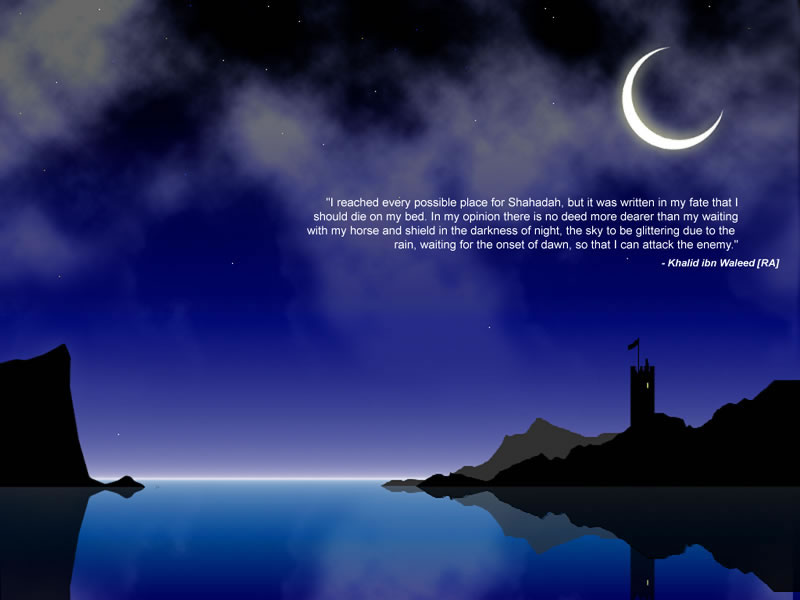 "I reached every possible place for Shahadah, but it was written in my fate that I
should die on my bed. In my opinion there is no deed more dearer than my waiting
with my horse and shield in the darkness of night, the sky to be glittering due to the
rain, waiting for the onset of dawn, so that I can attack the enemy."
- Khalid ibn Waleed [RA]